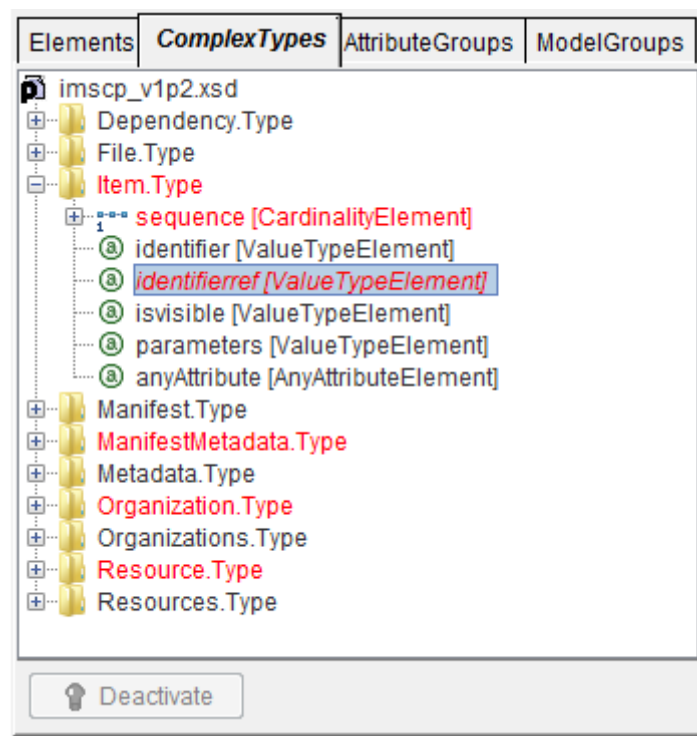 Elements ComplexTypes AttributeGroups ModelGroups
imscp_v1p2.xsd
Dependency.Type
File.Type
Item.Type
sequence [CardinalityElement]
identifier [ValueTypeElement]
identifierref [ValueTypeElement]
isvisible [ValueTypeElement]
parameters [ValueTypeElement]
anyAttribute [AnyAttributeElement]
Manifest.Type
ManifestMetadata.Type
Metadata.Type
Organization.Type
Organizations.Type
Resource.Type
Resources.Type
Deactivate